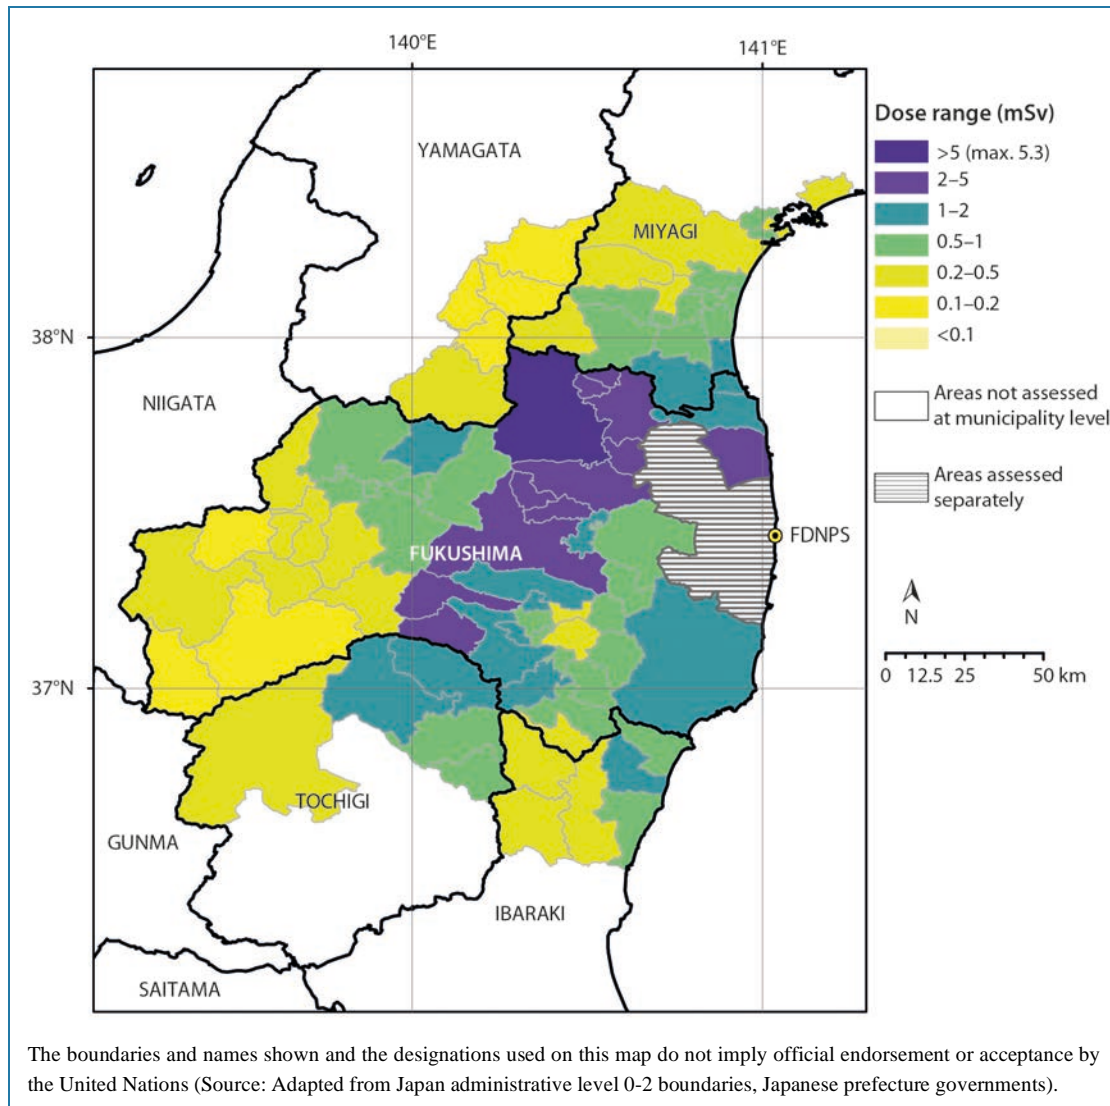 140°E
141°E
YAMAGATA
MIYAGI
38°N
NIIGATA
FUKUSHIMA
FDNPS
37°N
TOCHIGI
GUNMA
IBARAKI
SAITAMA
Dose range (mSv)
>5 (max. 5.3)
2–5
1–2
0.5–1
0.2–0.5
0.1–0.2
<0.1
Areas not assessed
at municipality level
Areas assessed
separately
N
0 12.5 25 50 km
The boundaries and names shown and the designations used on this map do not imply official endorsement or acceptance by
the United Nations (Source: Adapted from Japan administrative level 0-2 boundaries, Japanese prefecture governments).